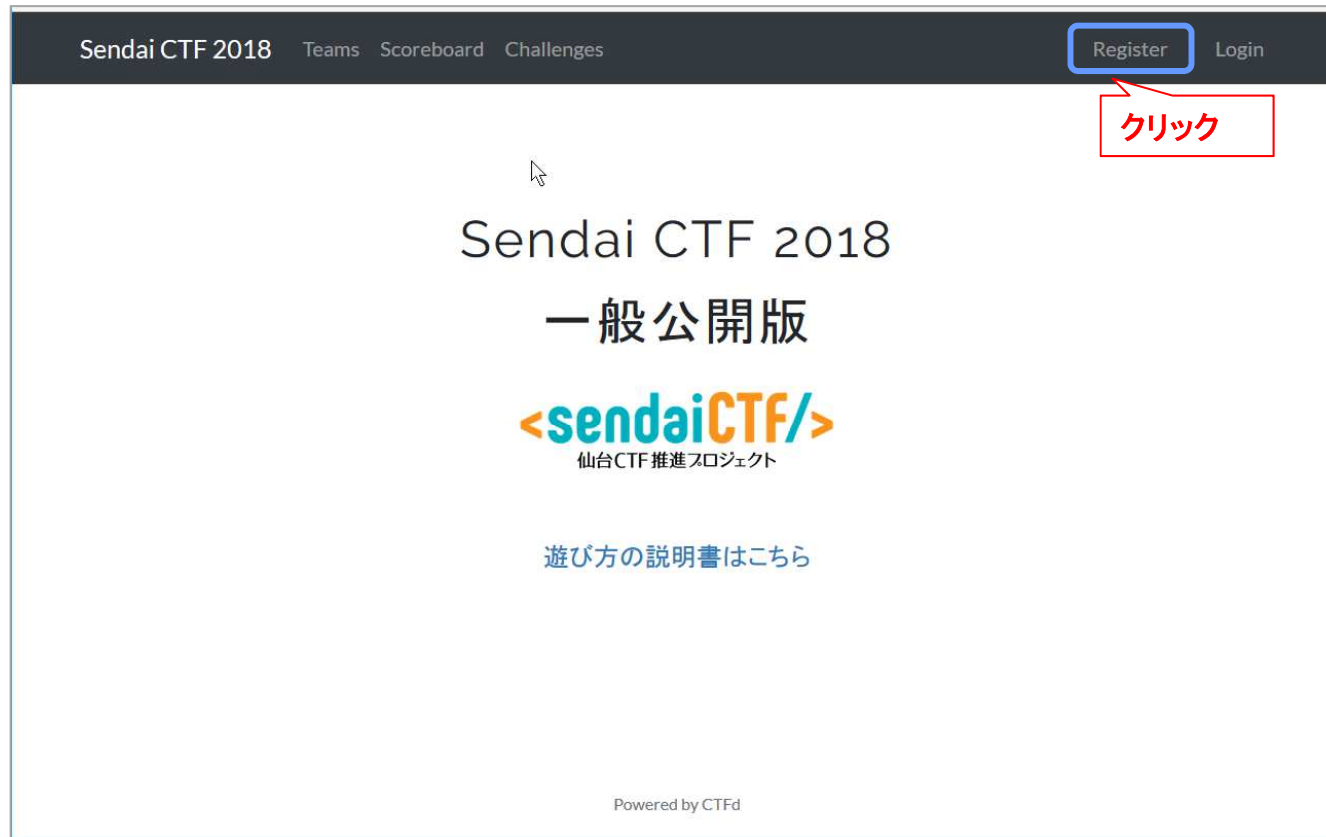 Sendai CTF 2018 Teams Scoreboard Challenges Register Login
クリック
Sendai CTF 2018
一般公開版
<sendaiCTF/>
仙台CTF推進プロジェクト
遊び方の説明書はこちら
Powered by CTFd